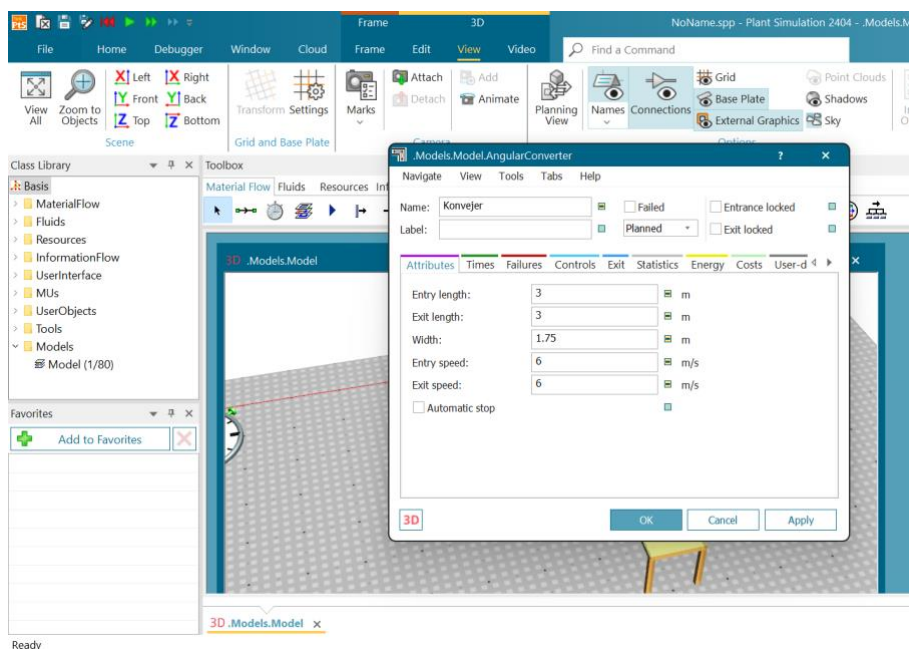 Frame 3D NoName.spp - Plant Simulation 2404 - .Models.M
File Home Debugger Window Cloud Frame Edit View Video Find a Command
View All
Zoom to Objects
X Left X Right
Y Front Y Back
Z Top Z Bottom
Scene
Transform Settings
Grid and Base Plate
Marks
Attach
Detach
Add
Animate
Camera
Planning View
Names Connections
Grid
Base Plate
External Graphics
Point Clouds
Shadows
Sky
Options
Class Library
Basis
MaterialFlow
Fluids
Resources
InformationFlow
UserInterface
MUs
UserObjects
Tools
Models
Model (1/80)
Favorites
Add to Favorites
Toolbox
Material Flow Fluids Resources Inf
3D .Models.Model
.Models.Model.AngularConverter ?
Navigate View Tools Tabs Help
Name: Konvejer Failed Entrance locked
Label: Planned Exit locked
Attributes Times Failures Controls Exit Statistics Energy Costs User-d
Entry length: 3 m
Exit length: 3 m
Width: 1.75 m
Entry speed: 6 m/s
Exit speed: 6 m/s
Automatic stop
3D OK Cancel Apply
3D .Models.Model
Ready